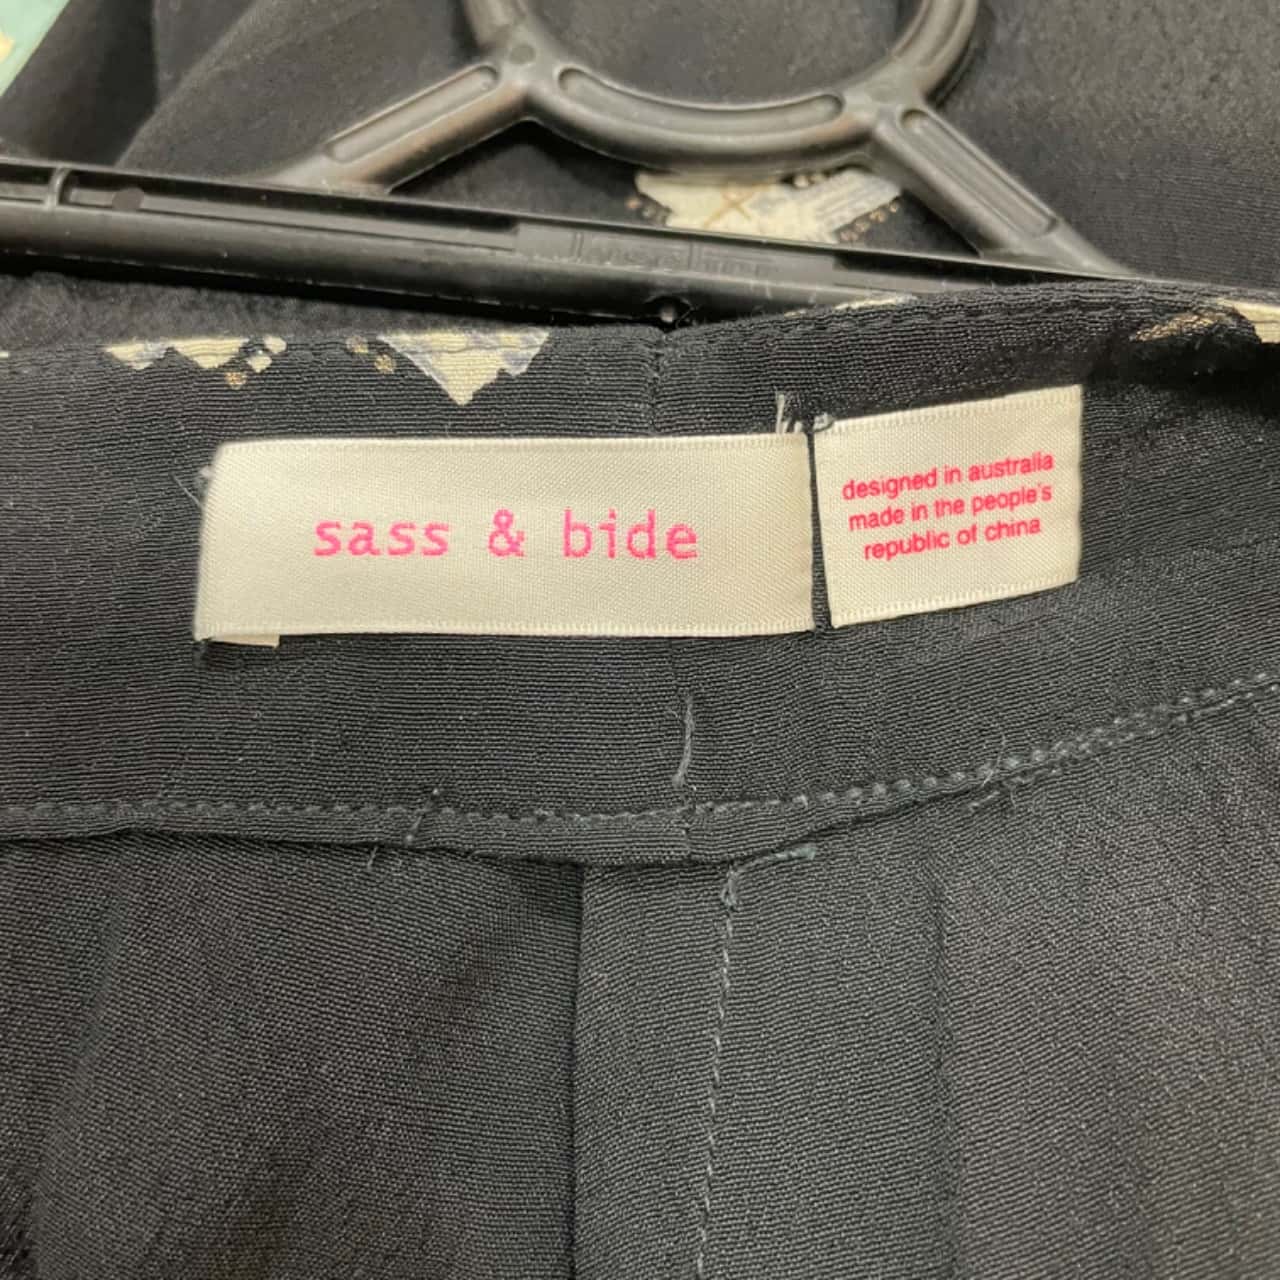 sass & bide
designed in australia
made in the people's
republic of china